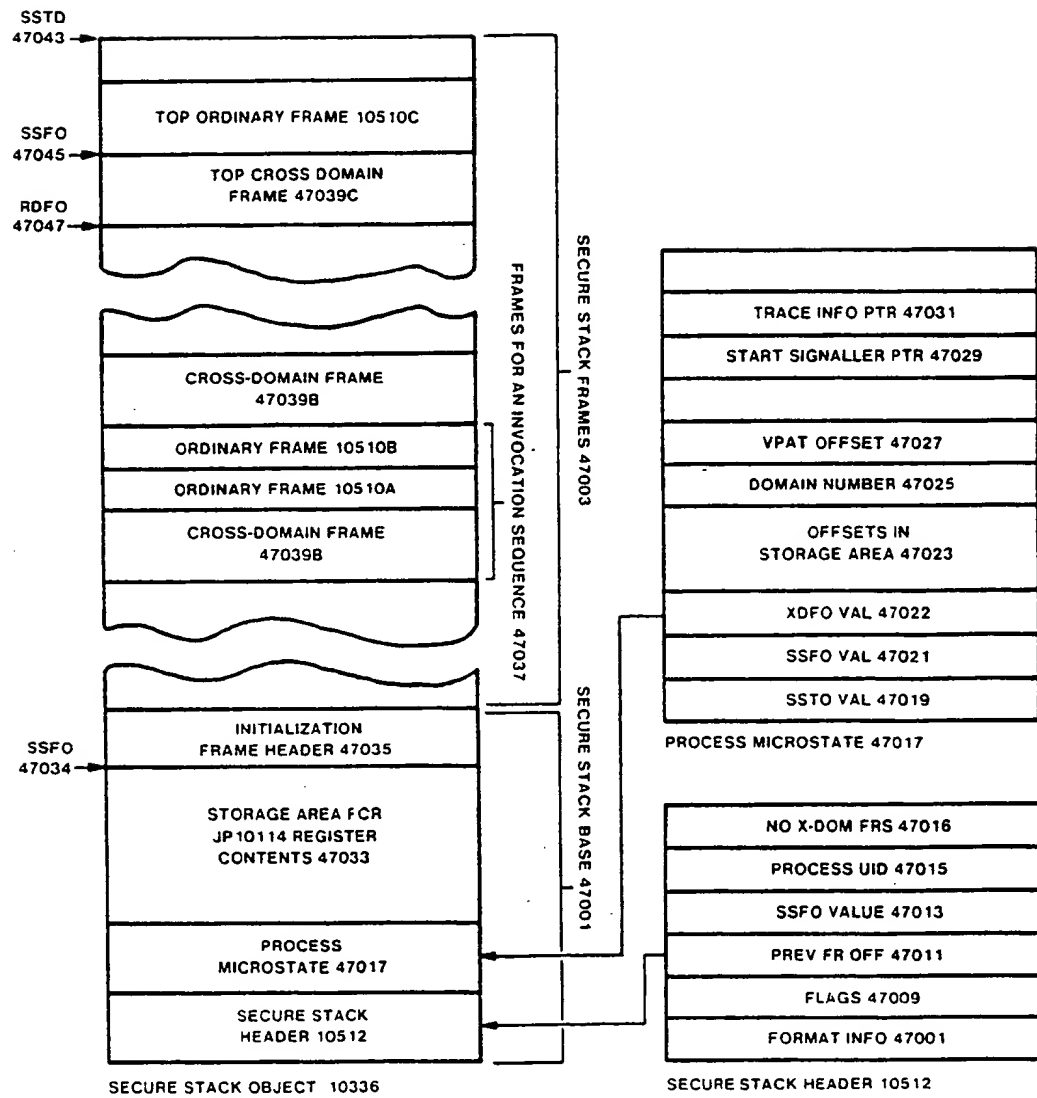 SSTD
47043
TOP ORDINARY FRAME 10510C
SSFO
47045
TOP CROSS DOMAIN
FRAME 47039C
RDFO
47047
CROSS-DOMAIN FRAME
47039B
ORDINARY FRAME 10510B
ORDINARY FRAME 10510A
CROSS-DOMAIN FRAME
47039B
FRAMES FOR AN INVOCATION SEQUENCE 47037
SECURE STACK FRAMES 47003
INITIALIZATION
FRAME HEADER 47035
SSFO
47034
STORAGE AREA FCR
JP10114 REGISTER
CONTENTS 47033
PROCESS
MICROSTATE 47017
SECURE STACK
HEADER 10512
SECURE STACK BASE 47001
SECURE STACK OBJECT 10336
TRACE INFO PTR 47031
START SIGNALLER PTR 47029
VPAT OFFSET 47027
DOMAIN NUMBER 47025
OFFSETS IN
STORAGE AREA 47023
XDFO VAL 47022
SSFO VAL 47021
SSTO VAL 47019
PROCESS MICROSTATE 47017
NO X-DOM FRS 47016
PROCESS UID 47015
SSFO VALUE 47013
PREV FR OFF 47011
FLAGS 47009
FORMAT INFO 47001
SECURE STACK HEADER 10512